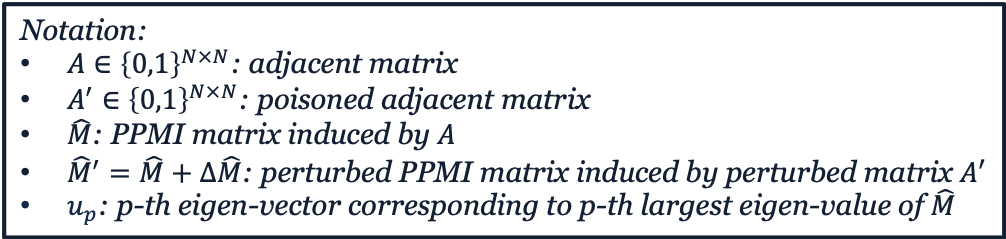 Notation:
• A ∈ {0,1}^{N×N}: adjacent matrix
• A′ ∈ {0,1}^{N×N}: poisoned adjacent matrix
• M̂: PPMI matrix induced by A
• M̂′ = M̂ + ΔM̂: perturbed PPMI matrix induced by perturbed matrix A′
• u_p: p-th eigen-vector corresponding to p-th largest eigen-value of M̂